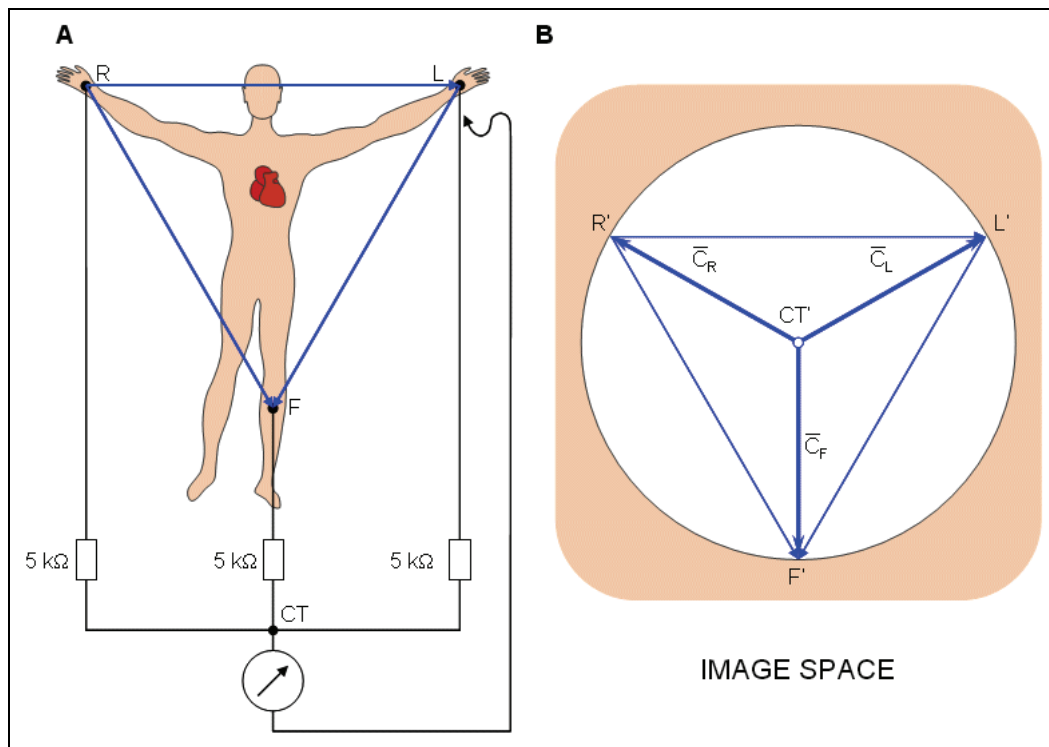 A
R
L
F
5 kΩ
5 kΩ
5 kΩ
CT
B
R'
L'
C̅R
C̅L
CT'
C̅F
F'
IMAGE SPACE